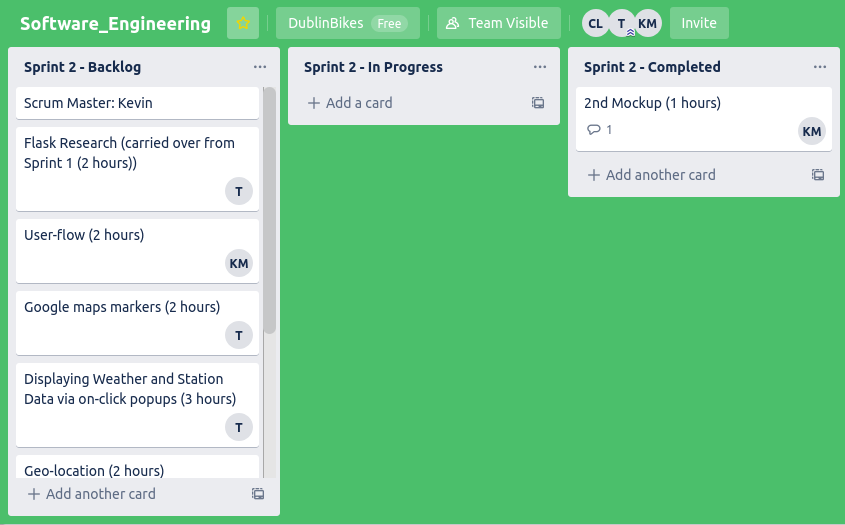 Software_Engineering
DublinBikes Free
Team Visible
CL T KM
Invite
Sprint 2 - Backlog
Scrum Master: Kevin
Flask Research (carried over from
Sprint 1 (2 hours))
T
User-flow (2 hours)
KM
Google maps markers (2 hours)
T
Displaying Weather and Station
Data via on-click popups (3 hours)
T
Geo-location (2 hours)
Add another card
Sprint 2 - In Progress
Add a card
Sprint 2 - Completed
2nd Mockup (1 hours)
1
KM
Add another card